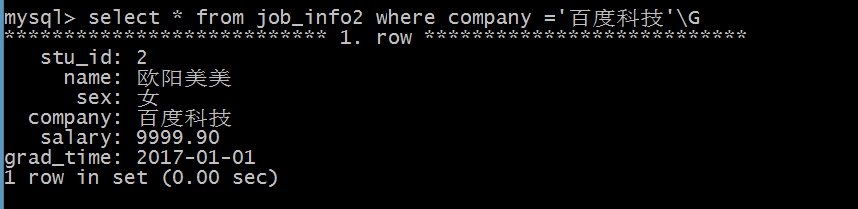 mysql> select * from job_info2 where company ='百度科技'\G
*************************** 1. row ***************************
stu_id: 2
name: 欧阳美美
sex: 女
company: 百度科技
salary: 9999.90
grad_time: 2017-01-01
1 row in set (0.00 sec)